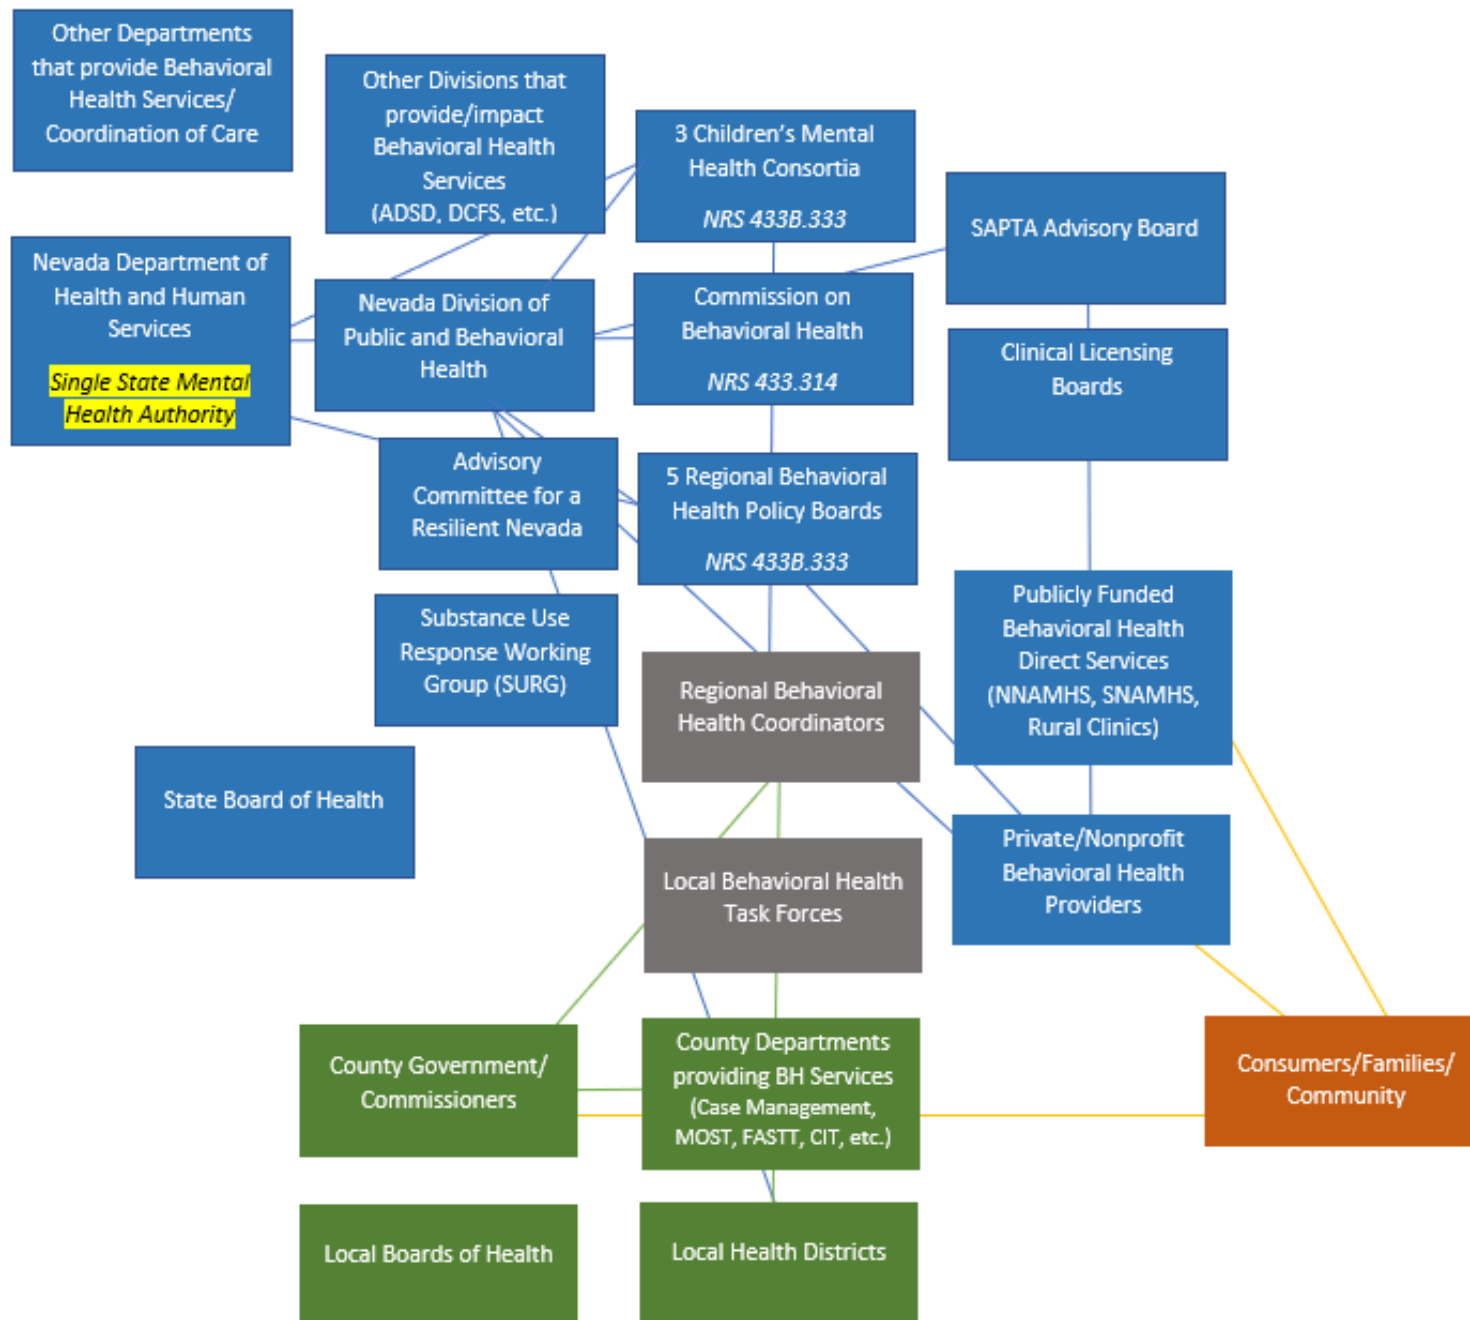 Other Departments
that provide Behavioral
Health Services/
Coordination of Care
Other Divisions that
provide/impact
Behavioral Health
Services
(ADSD, DCFS, etc.)
3 Children's Mental
Health Consortia
NRS 433B.333
SAPTA Advisory Board
Nevada Department of
Health and Human
Services
Single State Mental
Health Authority
Nevada Division of
Public and Behavioral
Health
Commission on
Behavioral Health
NRS 433.314
Clinical Licensing
Boards
Advisory
Committee for a
Resilient Nevada
5 Regional Behavioral
Health Policy Boards
NRS 433B.333
Substance Use
Response Working
Group (SURG)
Publicly Funded
Behavioral Health
Direct Services
(NNAMHS, SNAMHS,
Rural Clinics)
Regional Behavioral
Health Coordinators
State Board of Health
Private/Nonprofit
Behavioral Health
Providers
Local Behavioral Health
Task Forces
County Government/
Commissioners
County Departments
providing BH Services
(Case Management,
MOST, FASTT, CIT, etc.)
Consumers/Families/
Community
Local Boards of Health
Local Health Districts